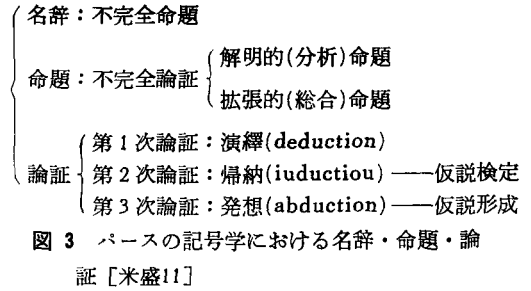 名辞：不完全命題
命題：不完全論証
解明的(分析)命題
拡張的(総合)命題
論証
第1次論証：演繹(deduction)
第2次論証：帰納(iuductiou)——仮説検定
第3次論証：発想(abduction)——仮説形成
図 3 パースの記号学における名辞・命題・論
証［米盛11］